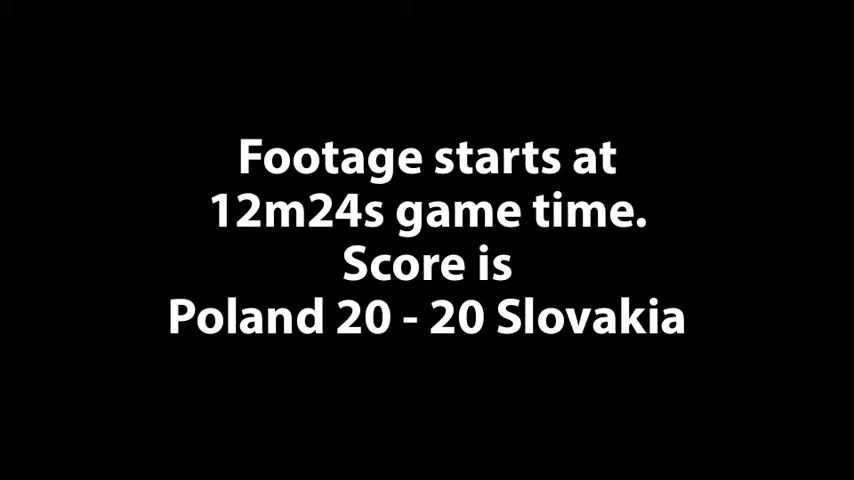 Footage starts at
12m24s game time.
Score is
Poland 20 - 20 Slovakia